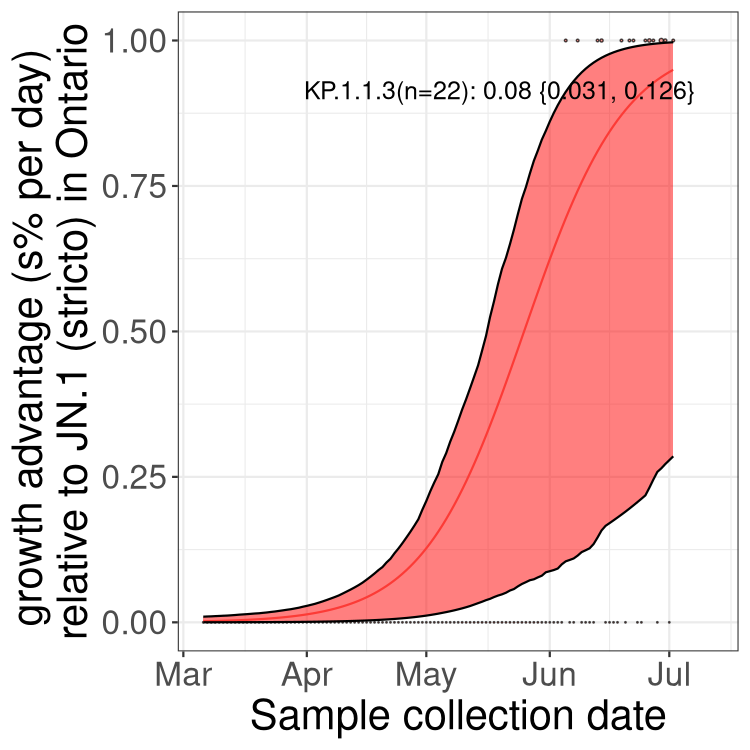 growth advantage (s% per day)
relative to JN.1 (stricto) in Ontario
1.00
0.75
0.50
0.25
0.00
KP.1.1.3(n=22): 0.08 {0.031, 0.126}
Mar Apr May Jun Jul
Sample collection date